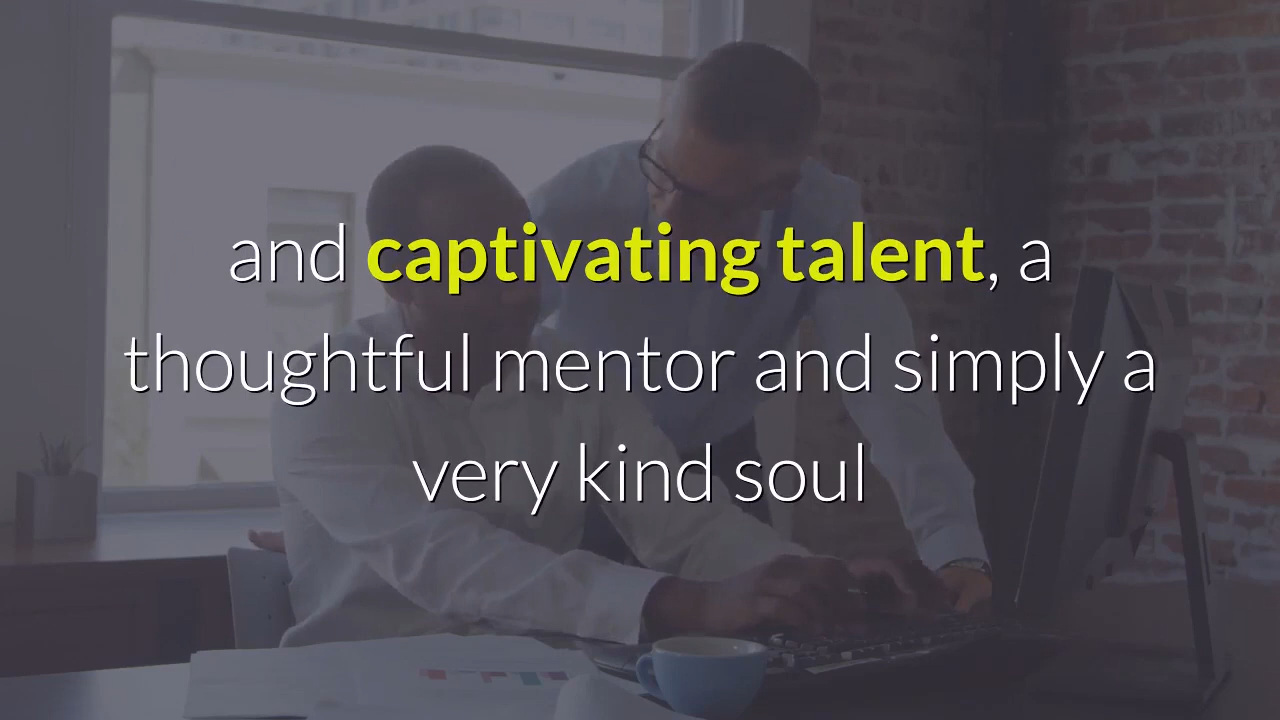 and captivating talent, a
thoughtful mentor and simply a
very kind soul